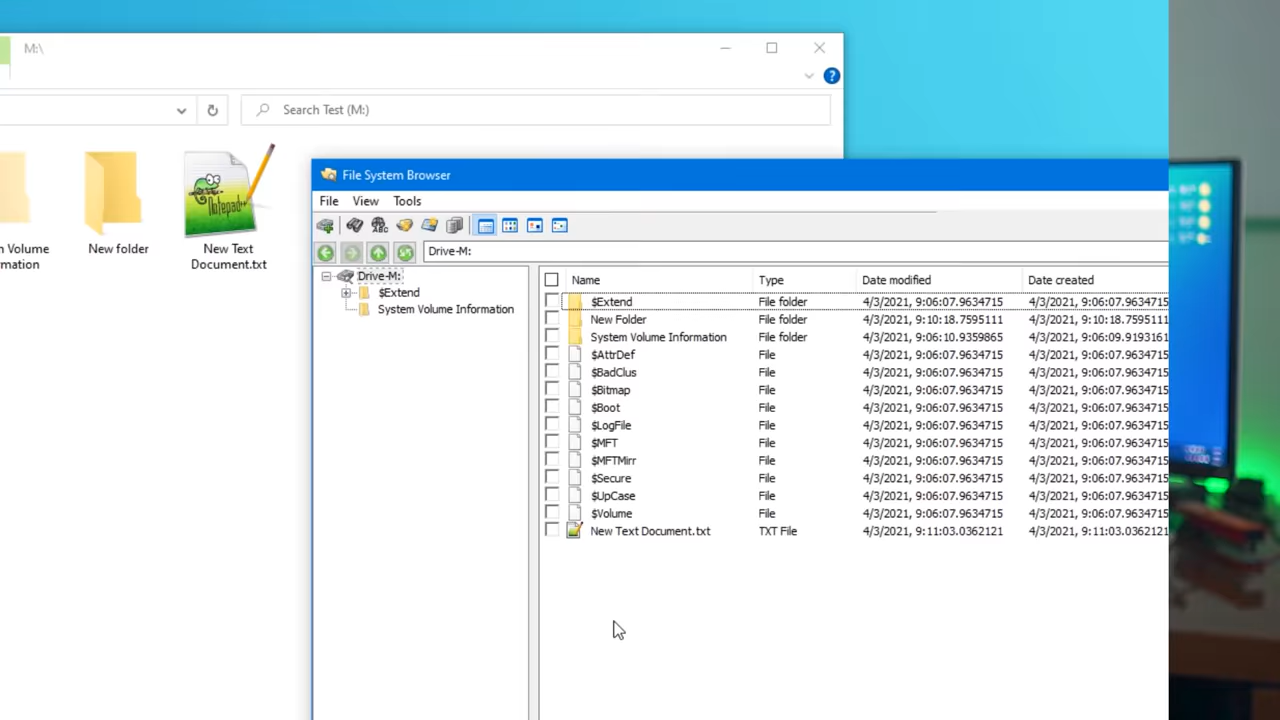 M:\
Search Test (M:)
Notepad++
m Volume
rmation
New folder
New Text
Document.txt
File System Browser
File View Tools
Drive-M:
Drive-M:
$Extend
System Volume Information
Name Type Date modified Date created
$Extend File folder 4/3/2021, 9:06:07.9634715 4/3/2021, 9:06:07.9634715
New Folder File folder 4/3/2021, 9:10:18.7595111 4/3/2021, 9:10:18.7595111
System Volume Information File folder 4/3/2021, 9:06:10.9359865 4/3/2021, 9:06:09.9193161
$AttrDef File 4/3/2021, 9:06:07.9634715 4/3/2021, 9:06:07.9634715
$BadClus File 4/3/2021, 9:06:07.9634715 4/3/2021, 9:06:07.9634715
$Bitmap File 4/3/2021, 9:06:07.9634715 4/3/2021, 9:06:07.9634715
$Boot File 4/3/2021, 9:06:07.9634715 4/3/2021, 9:06:07.9634715
$LogFile File 4/3/2021, 9:06:07.9634715 4/3/2021, 9:06:07.9634715
$MFT File 4/3/2021, 9:06:07.9634715 4/3/2021, 9:06:07.9634715
$MFTMirr File 4/3/2021, 9:06:07.9634715 4/3/2021, 9:06:07.9634715
$Secure File 4/3/2021, 9:06:07.9634715 4/3/2021, 9:06:07.9634715
$UpCase File 4/3/2021, 9:06:07.9634715 4/3/2021, 9:06:07.9634715
$Volume File 4/3/2021, 9:06:07.9634715 4/3/2021, 9:06:07.9634715
New Text Document.txt TXT File 4/3/2021, 9:11:03.0362121 4/3/2021, 9:11:03.0362121